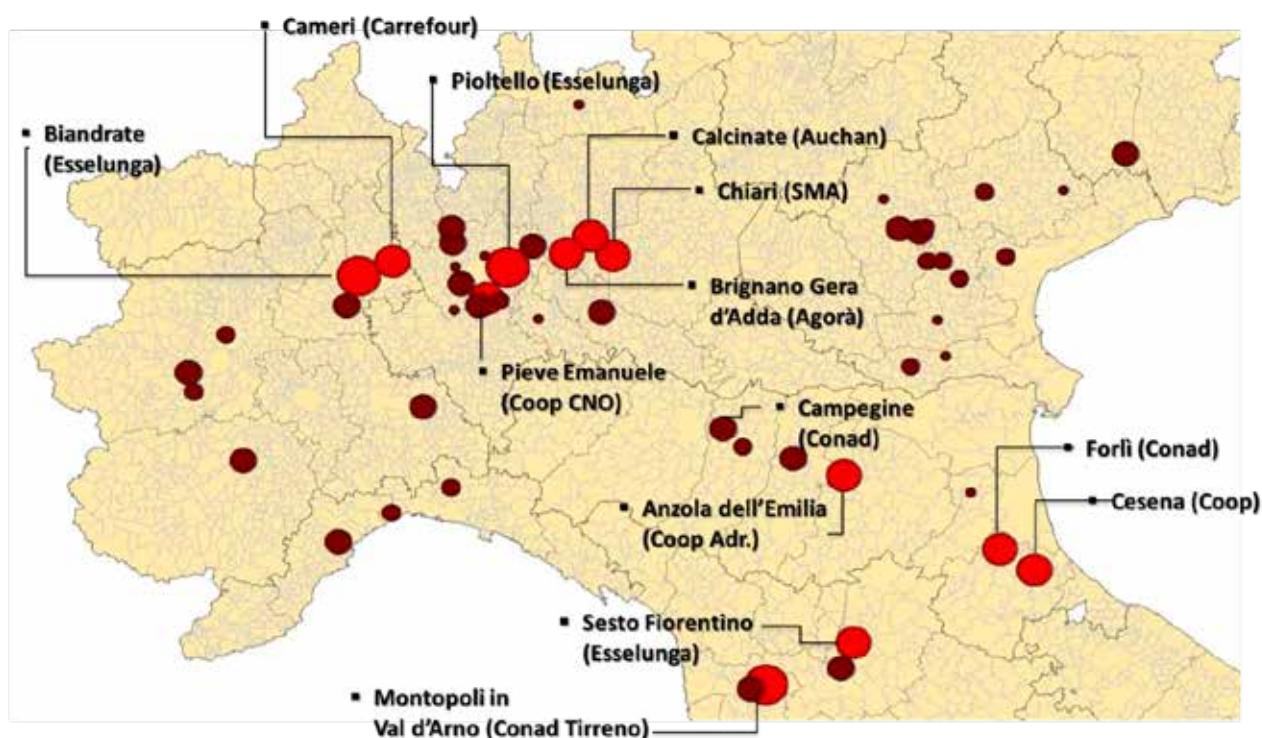 ▪ Cameri (Carrefour)
▪ Pioltello (Esselunga)
▪ Biandrate
(Esselunga)
▪ Calcinate (Auchan)
▪ Chiari (SMA)
▪ Brignano Gera
d'Adda (Agorà)
▪ Pieve Emanuele
(Coop CNO)
▪ Campegine
(Conad)
▪ Forlì (Conad)
▪ Cesena (Coop)
▪ Anzola dell'Emilia
(Coop Adr.)
▪ Sesto Fiorentino
(Esselunga)
▪ Montopoli in
Val d'Arno (Conad Tirreno)